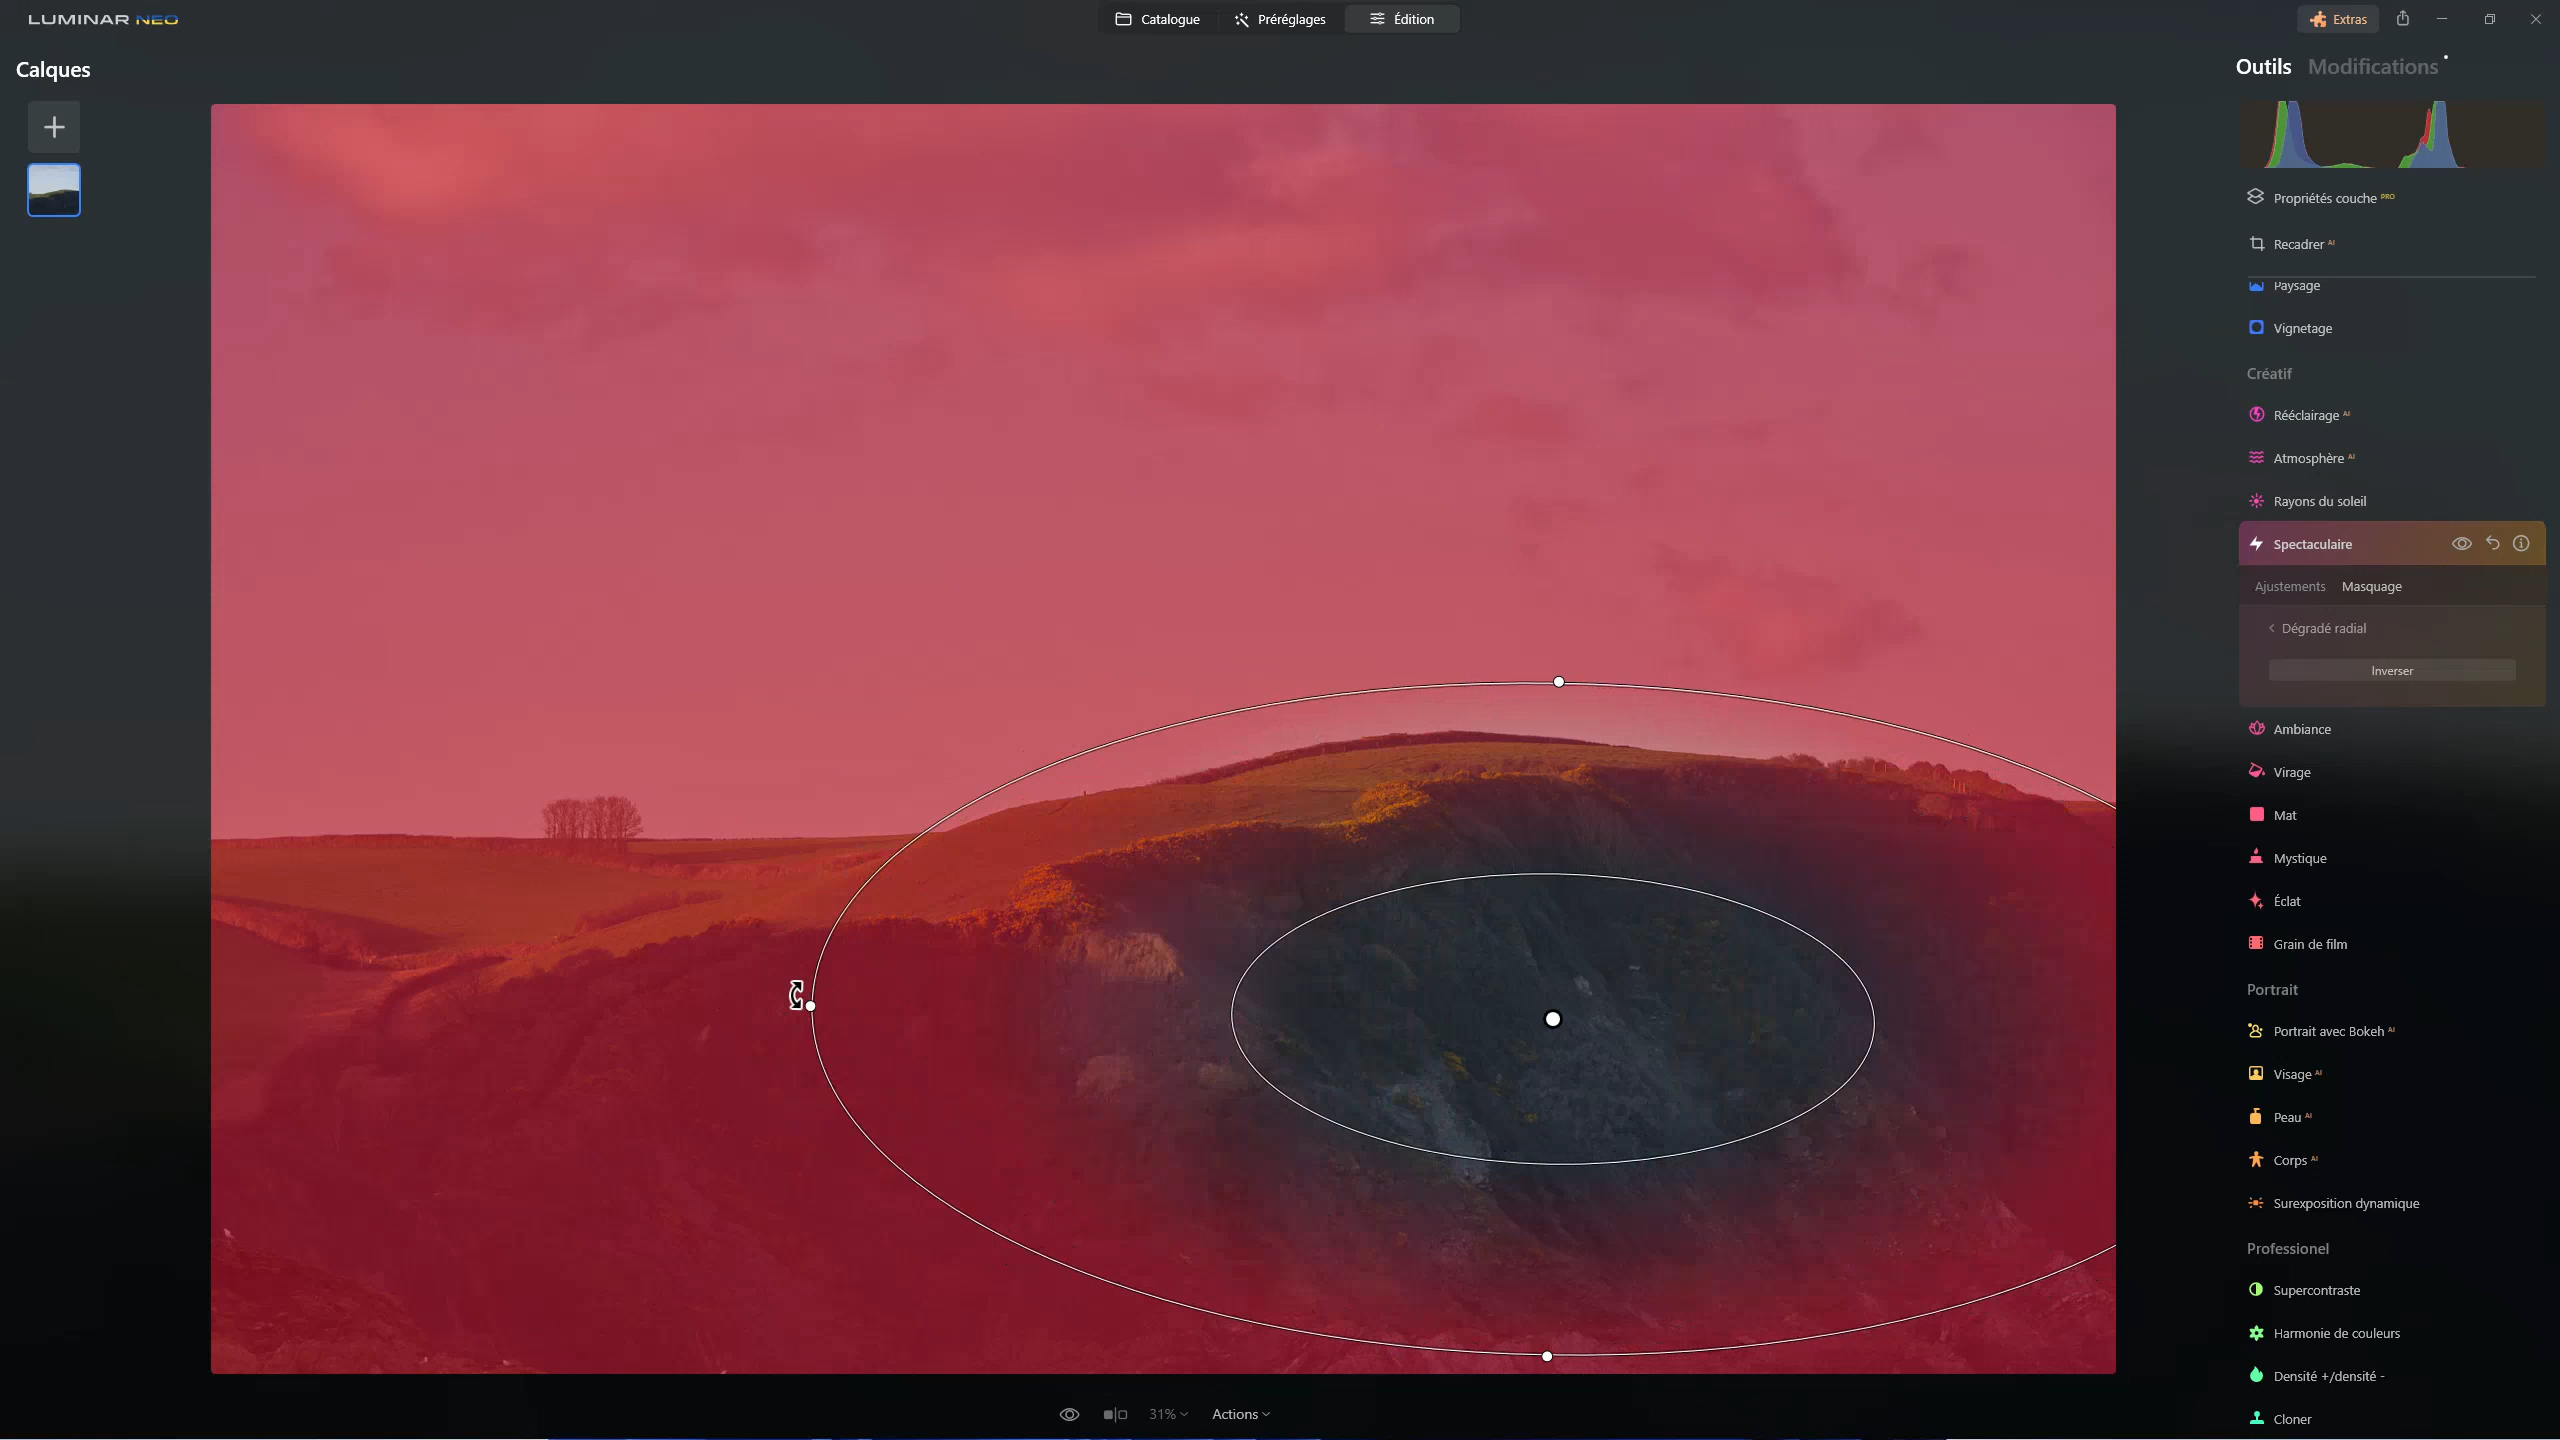 LUMINAR NEO
Catalogue
Préréglages
Édition
Extras
Calques
Outils Modifications
Propriétés couche PRO
Recadrer AI
Paysage
Vignetage
Créatif
Rééclairage AI
Atmosphère AI
Rayons du soleil
Spectaculaire
Ajustements Masquage
Dégradé radial
Inverser
Ambiance
Virage
Mat
Mystique
Éclat
Grain de film
Portrait
Portrait avec Bokeh AI
Visage AI
Peau AI
Corps AI
Surexposition dynamique
Professionel
Supercontraste
Harmonie de couleurs
Densité +/densité -
Cloner
31%
Actions